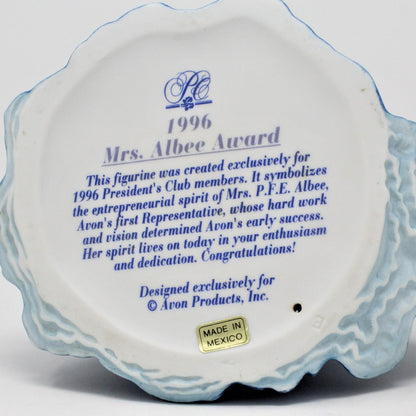 PC
1996
Mrs. Albee Award
This figurine was created exclusively for
1996 President's Club members. It symbolizes
the entrepreneurial spirit of Mrs. P.F.E. Albee,
Avon's first Representative, whose hard work
and vision determined Avon's early success.
Her spirit lives on today in your enthusiasm
and dedication. Congratulations!
Designed exclusively for
© Avon Products, Inc.
MADE IN
MEXICO